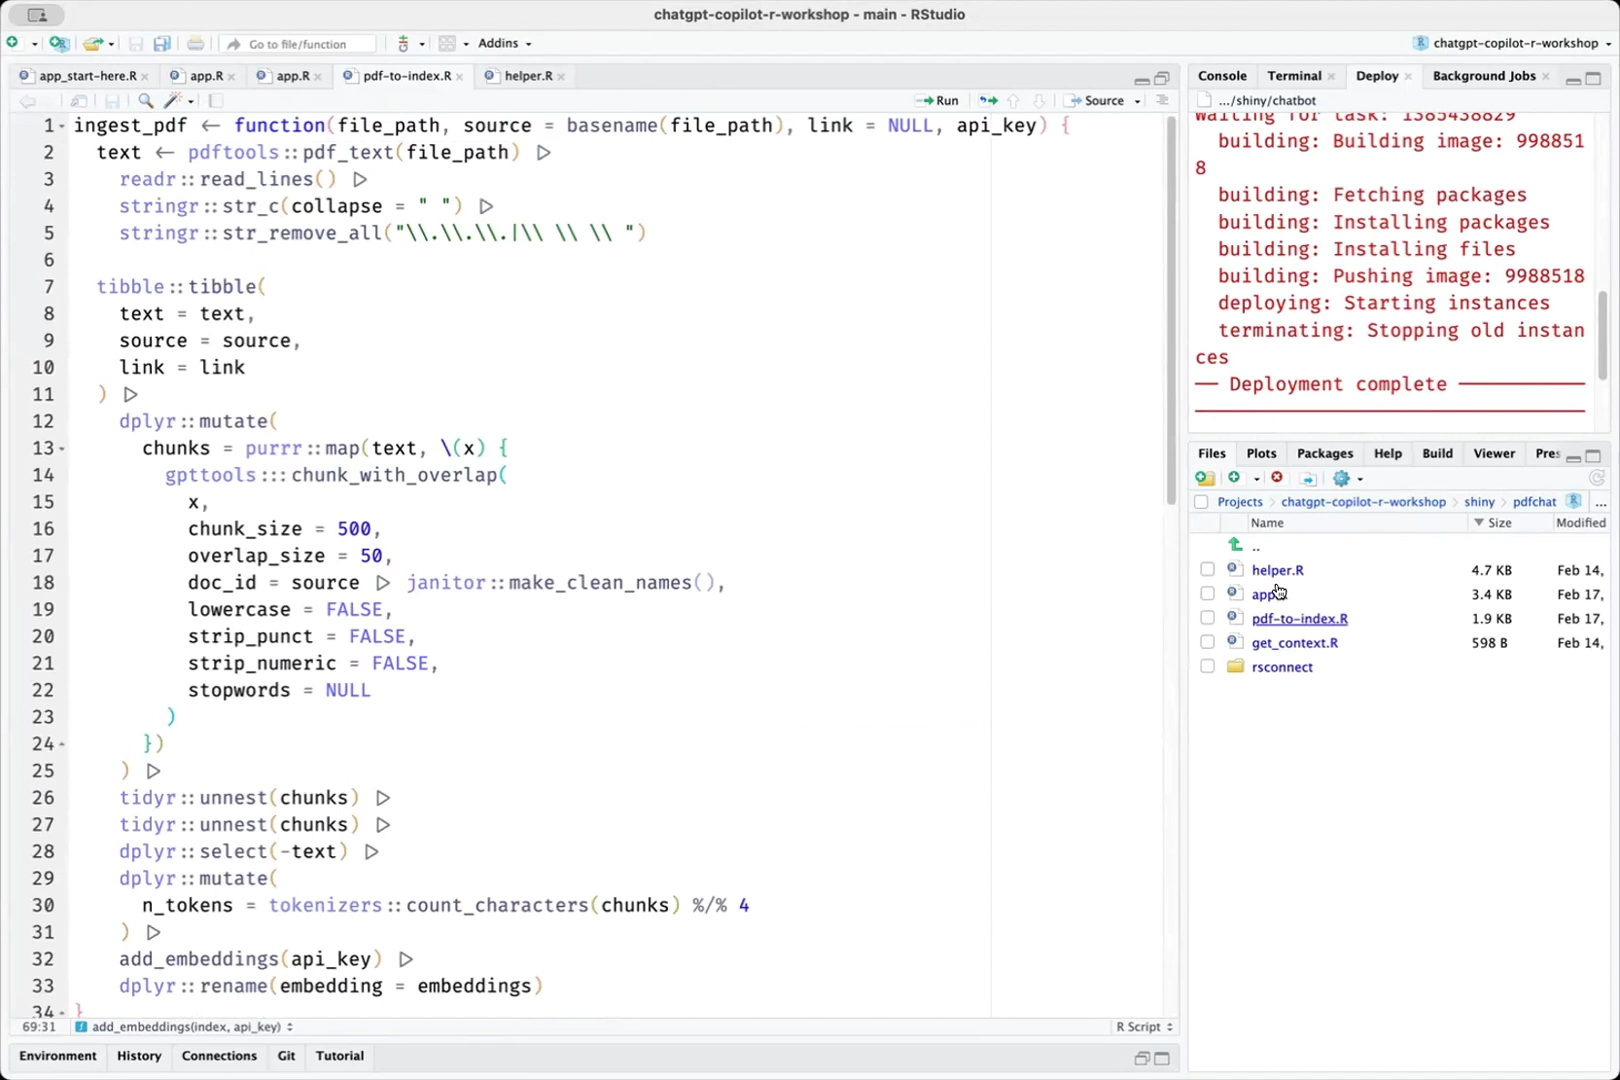 chatgpt-copilot-r-workshop - main - RStudio
Go to file/function
Addins
chatgpt-copilot-r-workshop
app_start-here.R
app.R
app.R
pdf-to-index.R
helper.R
Run
Source
1 ingest_pdf <- function(file_path, source = basename(file_path), link = NULL, api_key) {
2 text <- pdftools::pdf_text(file_path) |>
3 readr::read_lines() |>
4 stringr::str_c(collapse = " ") |>
5 stringr::str_remove_all("\\.\\.\\.|\\ \\ \\ ")
6
7 tibble::tibble(
8 text = text,
9 source = source,
10 link = link
11 ) |>
12 dplyr::mutate(
13 chunks = purrr::map(text, \(x) {
14 gpttools:::chunk_with_overlap(
15 x,
16 chunk_size = 500,
17 overlap_size = 50,
18 doc_id = source |> janitor::make_clean_names(),
19 lowercase = FALSE,
20 strip_punct = FALSE,
21 strip_numeric = FALSE,
22 stopwords = NULL
23 )
24 })
25 ) |>
26 tidyr::unnest(chunks) |>
27 tidyr::unnest(chunks) |>
28 dplyr::select(-text) |>
29 dplyr::mutate(
30 n_tokens = tokenizers::count_characters(chunks) %/% 4
31 ) |>
32 add_embeddings(api_key) |>
33 dplyr::rename(embedding = embeddings)
34 }
69:31
add_embeddings(index, api_key)
R Script
Environment
History
Connections
Git
Tutorial
Console
Terminal
Deploy
Background Jobs
.../shiny/chatbot
Waiting for task: 1385438829
building: Building image: 998851
8
building: Fetching packages
building: Installing packages
building: Installing files
building: Pushing image: 9988518
deploying: Starting instances
terminating: Stopping old instan
ces
── Deployment complete ──
Files
Plots
Packages
Help
Build
Viewer
Pres
Projects
chatgpt-copilot-r-workshop
shiny
pdfchat
...
Name
Size
Modified
..
helper.R 4.7 KB Feb 14,
app 3.4 KB Feb 17,
pdf-to-index.R 1.9 KB Feb 17,
get_context.R 598 B Feb 14,
rsconnect